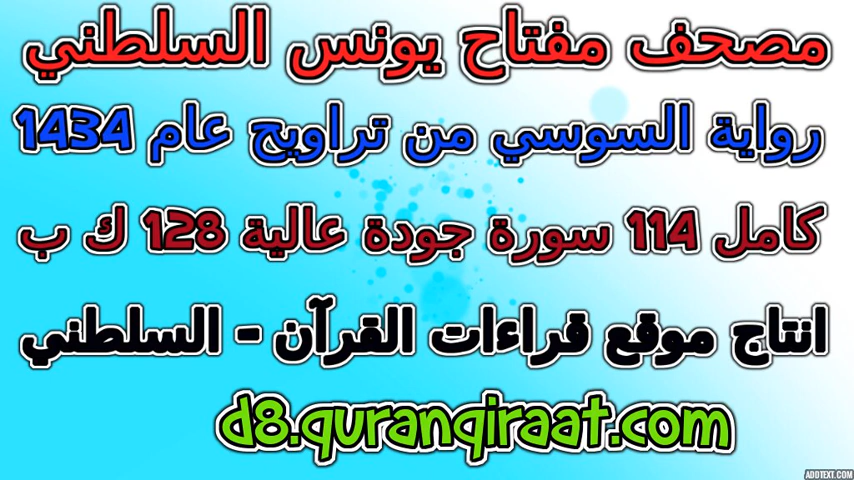 مصحف مفتاح يونس السلطني
رواية السوسي من تراويح عام 1434
كامل 114 سورة جودة عالية 128 ك ب
انتاج موقع قراءات القرآن - السلطني
d8.quranqiraat.com
ADDTEXT.COM